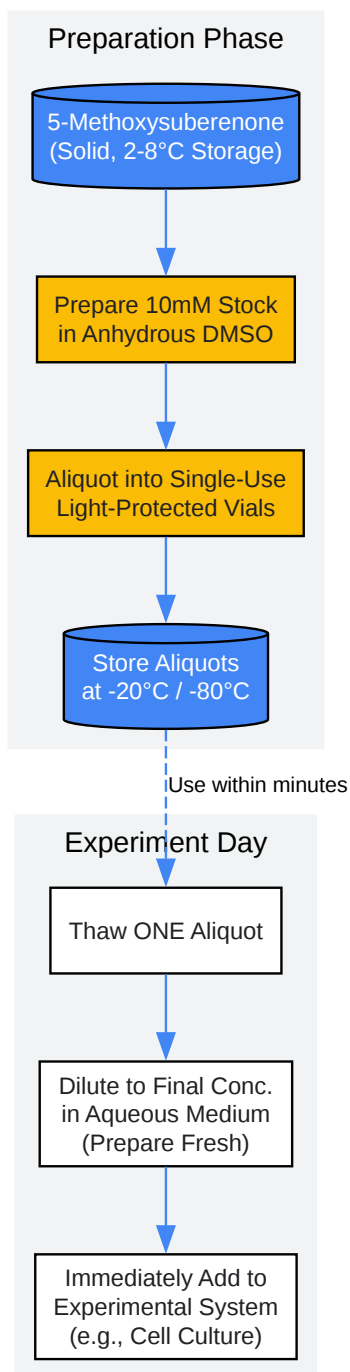 Preparation Phase
5-Methoxysuberenone
(Solid, 2-8°C Storage)
Prepare 10mM Stock
in Anhydrous DMSO
Aliquot into Single-Use
Light-Protected Vials
Store Aliquots
at -20°C / -80°C
Use within minutes
Experiment Day
Thaw ONE Aliquot
Dilute to Final Conc.
in Aqueous Medium
(Prepare Fresh)
Immediately Add to
Experimental System
(e.g., Cell Culture)